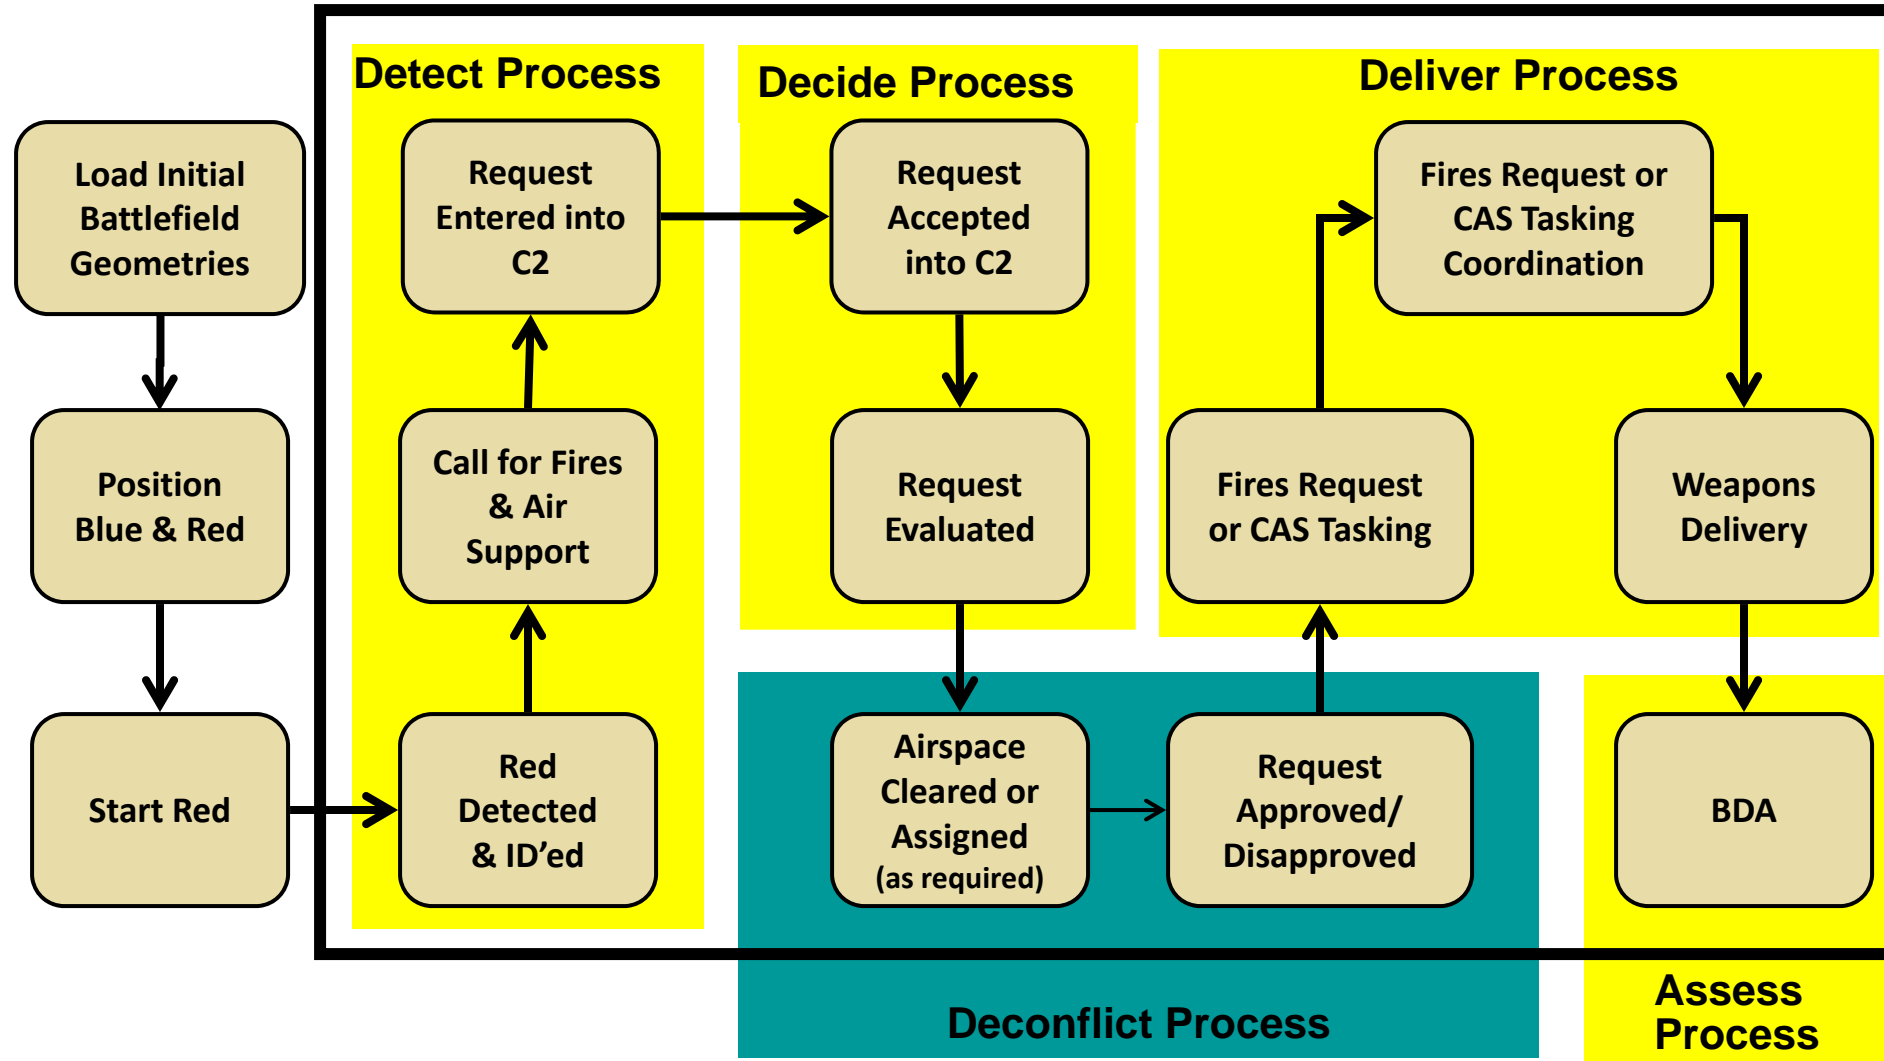 Detect Process
Decide Process
Deliver Process
Load Initial
Battlefield
Geometries
Position
Blue & Red
Start Red
Red
Detected
& ID’ed
Call for Fires
& Air
Support
Request
Entered into
C2
Request
Accepted
into C2
Request
Evaluated
Airspace
Cleared or
Assigned
(as required)
Request
Approved/
Disapproved
Fires Request
or CAS Tasking
Fires Request or
CAS Tasking
Coordination
Weapons
Delivery
BDA
Deconflict Process
Assess
Process